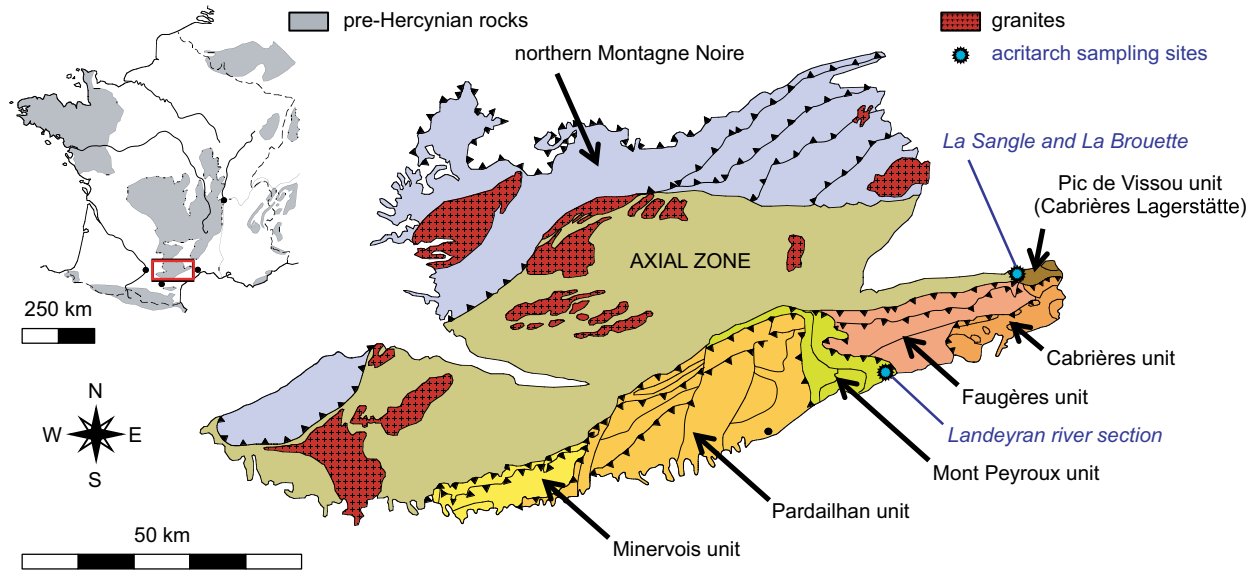 pre-Hercynian rocks
granites
acritarch sampling sites
northern Montagne Noire
La Sangle and La Brouette
Pic de Vissou unit
(Cabrières Lagerstätte)
AXIAL ZONE
250 km
Cabrières unit
Faugères unit
N
W
E
S
Landeyran river section
Mont Peyroux unit
Pardailhan unit
50 km
Minervois unit